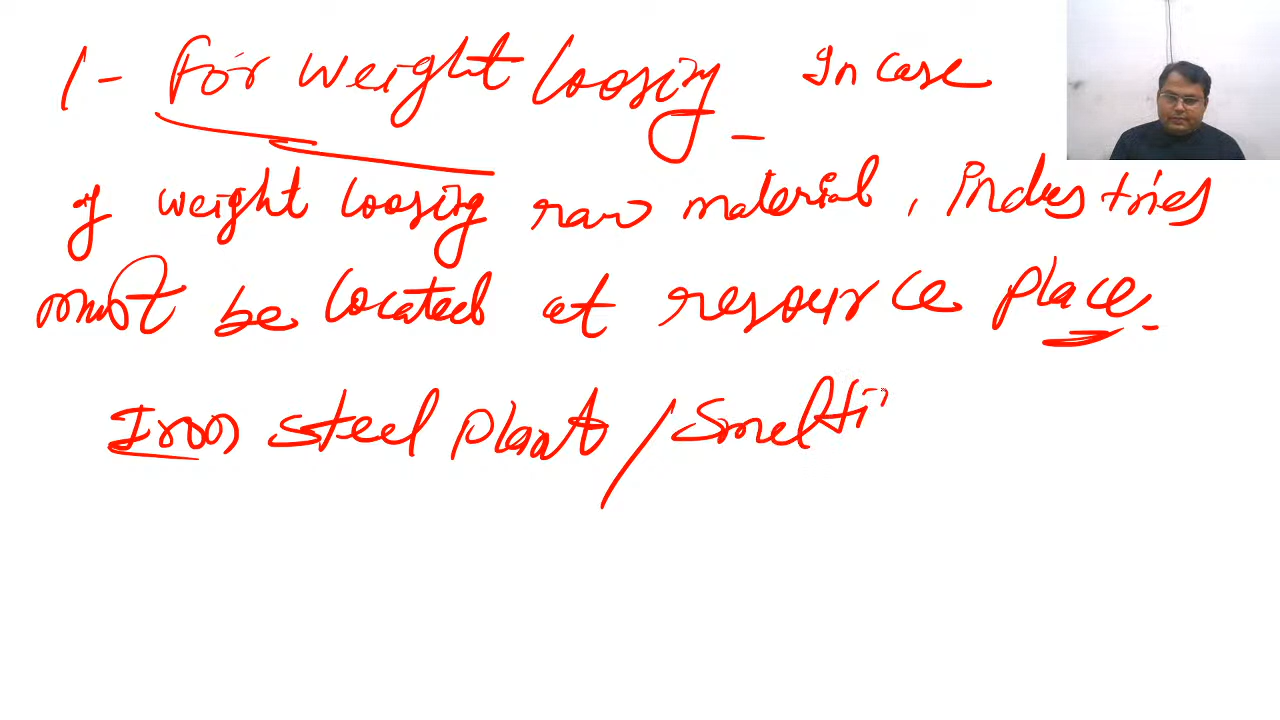 1- For weight loosing - In case
of weight loosing raw material, industries
must be located at resource place.
Iron steel plant / Smelti